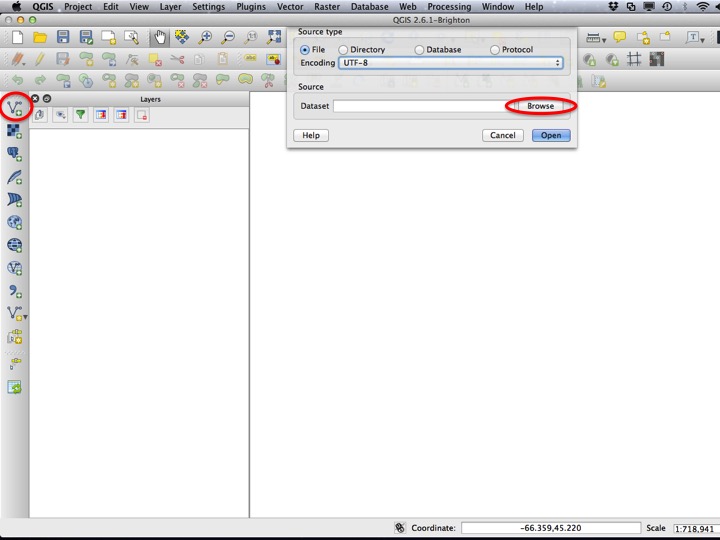 QGIS Project Edit View Layer Settings Plugins Vector Raster Database Web Processing Window Help
QGIS 2.6.1-Brighton
Source type
File Directory Database Protocol
Encoding UTF-8
Source
Layers
Dataset Browse
Help Cancel Open
Coordinate: -66.359,45.220 Scale 1:718,941